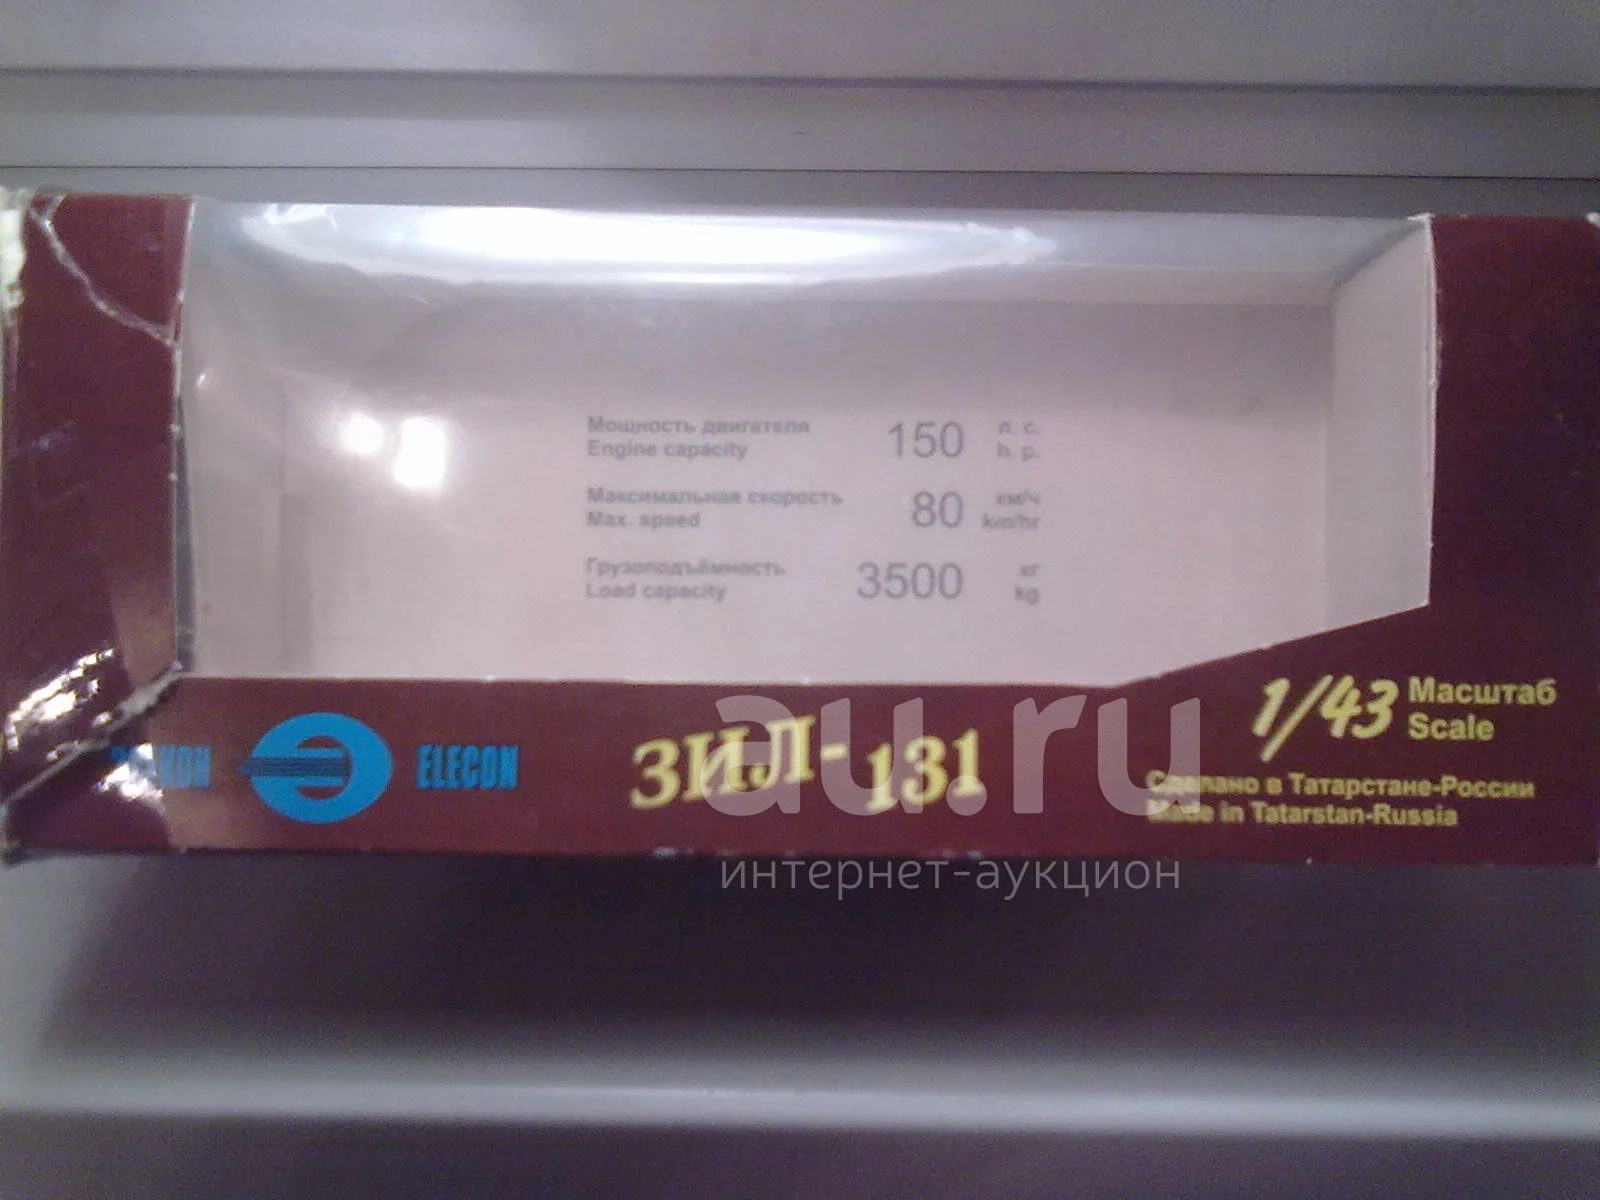 Мощность двигателя 150 л. с.
Engine capacity h. p.
Максимальная скорость 80 км/ч
Max. speed km/hr
Грузоподъёмность 3500 кг
Load capacity kg
1/43 Масштаб
Scale
ELECON
ЗИЛ-131
Сделано в Татарстане-России
Made in Tatarstan-Russia
au.ru
интернет-аукцион